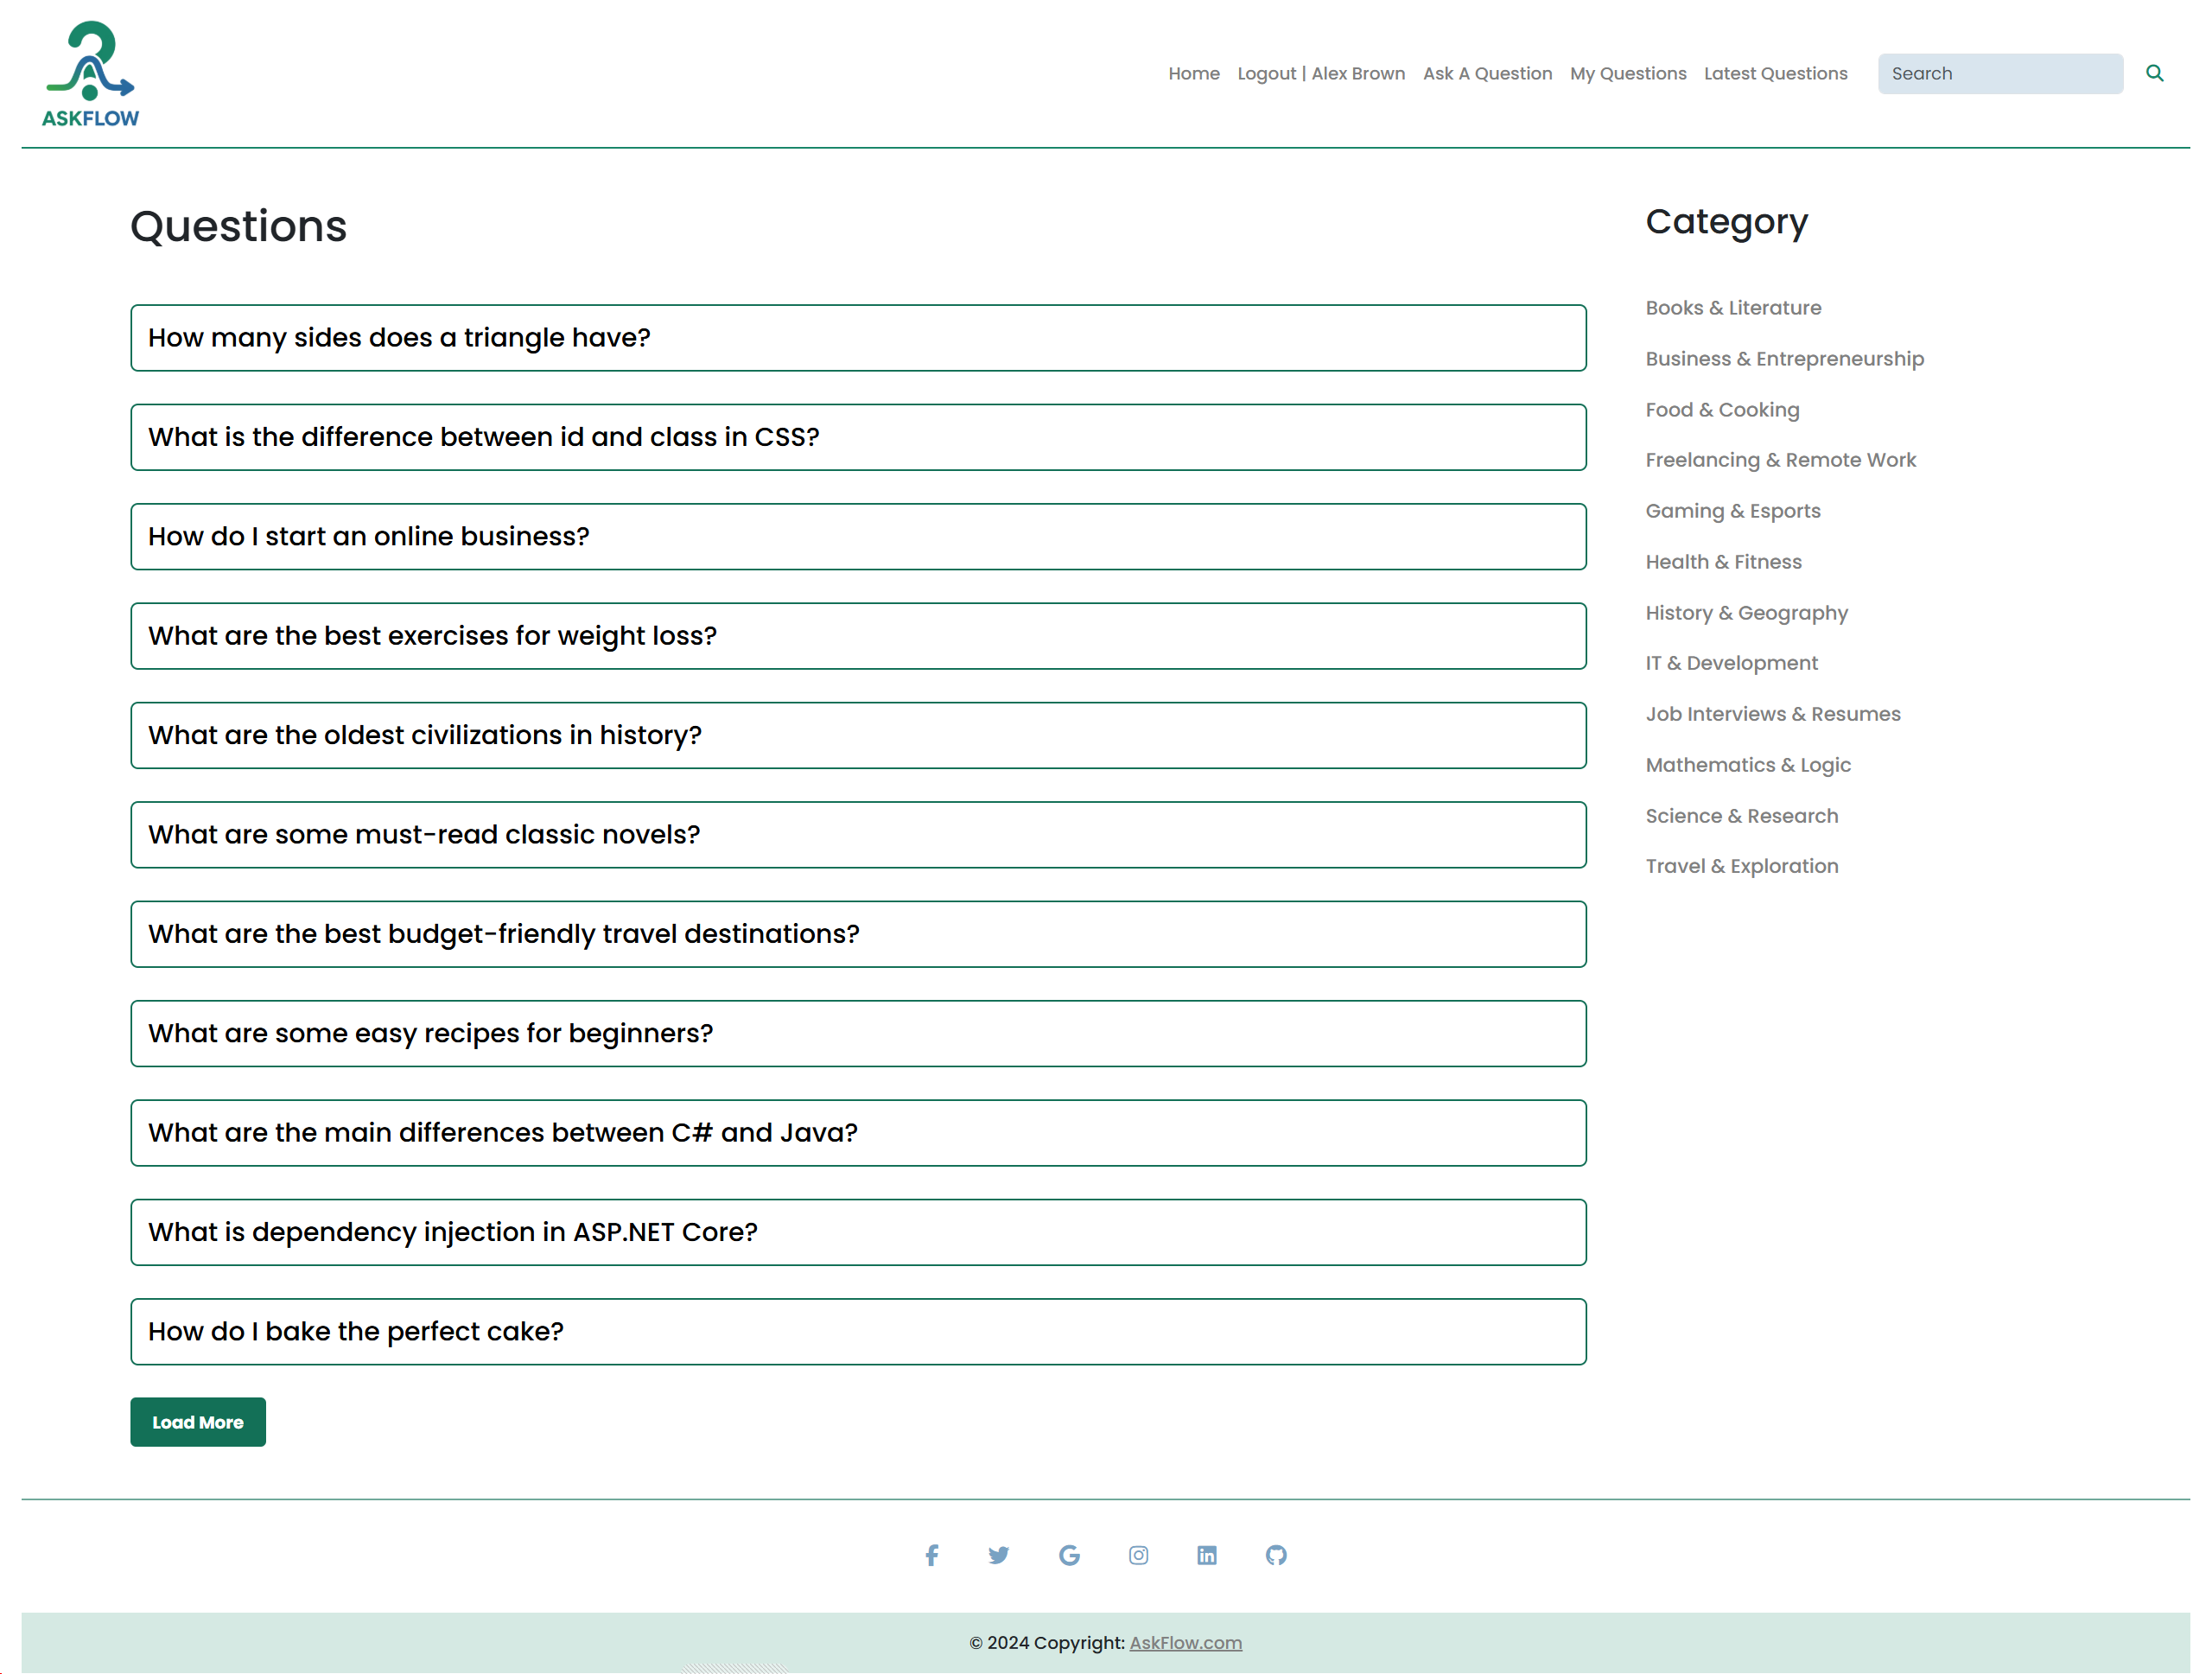 ASKFLOW
Home Logout | Alex Brown Ask A Question My Questions Latest Questions Search
Questions
How many sides does a triangle have?
What is the difference between id and class in CSS?
How do I start an online business?
What are the best exercises for weight loss?
What are the oldest civilizations in history?
What are some must-read classic novels?
What are the best budget-friendly travel destinations?
What are some easy recipes for beginners?
What are the main differences between C# and Java?
What is dependency injection in ASP.NET Core?
How do I bake the perfect cake?
Load More
Category
Books & Literature
Business & Entrepreneurship
Food & Cooking
Freelancing & Remote Work
Gaming & Esports
Health & Fitness
History & Geography
IT & Development
Job Interviews & Resumes
Mathematics & Logic
Science & Research
Travel & Exploration
© 2024 Copyright: AskFlow.com